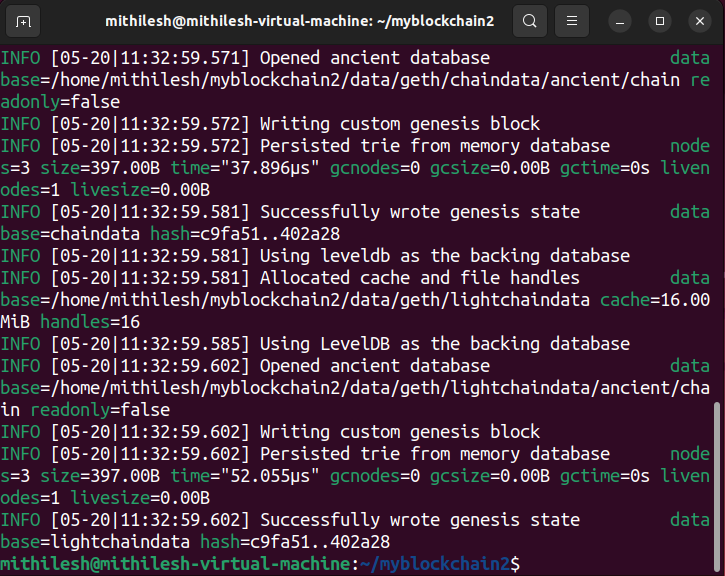 mithilesh@mithilesh-virtual-machine: ~/myblockchain2
INFO [05-20|11:32:59.571] Opened ancient database data
base=/home/mithilesh/myblockchain2/data/geth/chaindata/ancient/chain re
adonly=false
INFO [05-20|11:32:59.572] Writing custom genesis block
INFO [05-20|11:32:59.572] Persisted trie from memory database node
s=3 size=397.00B time="37.896µs" gcnodes=0 gcsize=0.00B gctime=0s liven
odes=1 livesize=0.00B
INFO [05-20|11:32:59.581] Successfully wrote genesis state data
base=chaindata hash=c9fa51..402a28
INFO [05-20|11:32:59.581] Using leveldb as the backing database
INFO [05-20|11:32:59.581] Allocated cache and file handles data
base=/home/mithilesh/myblockchain2/data/geth/lightchaindata cache=16.00
MiB handles=16
INFO [05-20|11:32:59.585] Using LevelDB as the backing database
INFO [05-20|11:32:59.602] Opened ancient database data
base=/home/mithilesh/myblockchain2/data/geth/lightchaindata/ancient/cha
in readonly=false
INFO [05-20|11:32:59.602] Writing custom genesis block
INFO [05-20|11:32:59.602] Persisted trie from memory database node
s=3 size=397.00B time="52.055µs" gcnodes=0 gcsize=0.00B gctime=0s liven
odes=1 livesize=0.00B
INFO [05-20|11:32:59.602] Successfully wrote genesis state data
base=lightchaindata hash=c9fa51..402a28
mithilesh@mithilesh-virtual-machine:~/myblockchain2$